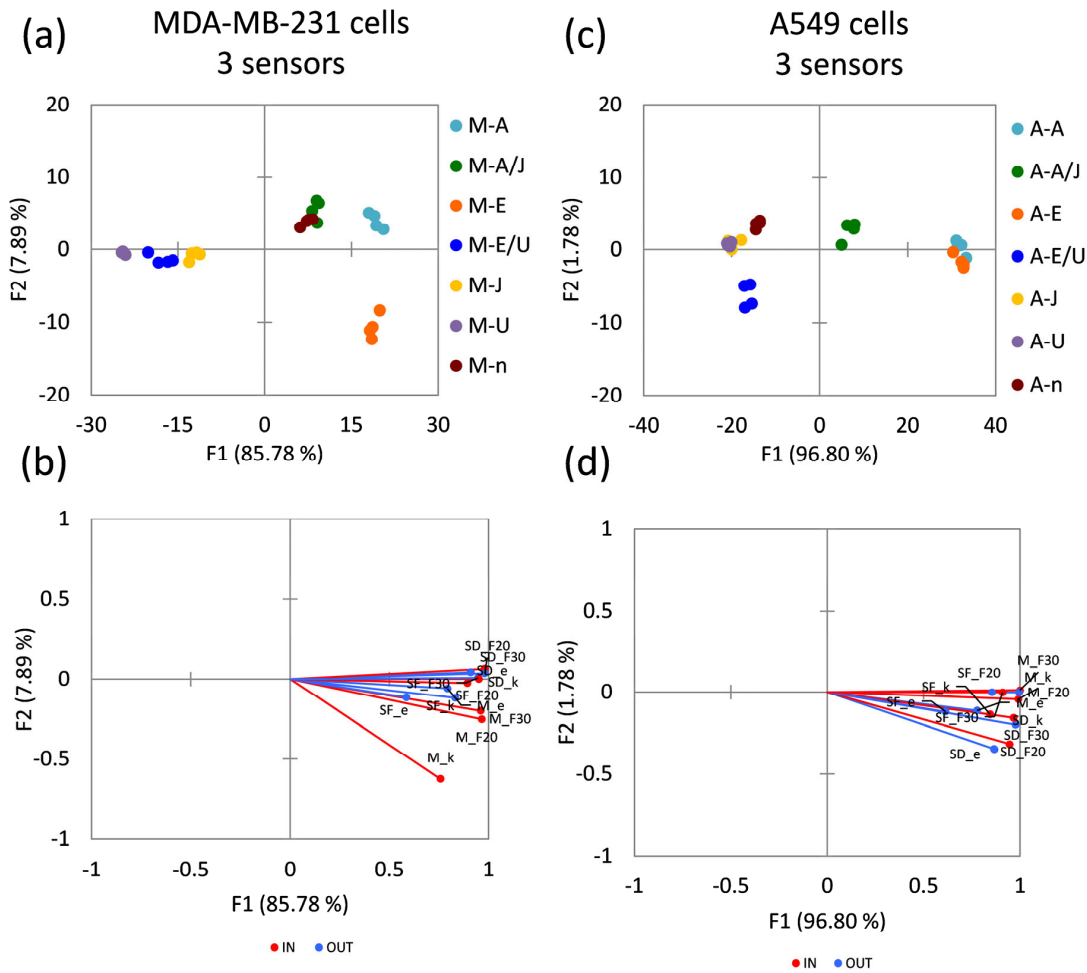 (a)
MDA-MB-231 cells
3 sensors
20
10
0
-10
-20
F2 (7.89 %)
-30
-15
0
15
30
F1 (85.78 %)
M-A
M-A/J
M-E
M-E/U
M-J
M-U
M-n
(c)
A549 cells
3 sensors
20
10
0
-10
-20
F2 (1.78 %)
-40
-20
0
20
40
F1 (96.80 %)
A-A
A-A/J
A-E
A-E/U
A-J
A-U
A-n
(b)
1
0.5
0
-0.5
-1
F2 (7.89 %)
SD_F20
SD_F30
SD_e
SD_k
SF_F30
SF_F20
SF_e
SF_k
M_e
M_F30
M_F20
M_k
-1
-0.5
0
0.5
1
F1 (85.78 %)
IN
OUT
(d)
1
0.5
0
-0.5
-1
F2 (1.78 %)
M_F30
SF_F20
M_k
SF_k
M_F20
SF_e
M_e
SF_F30
SD_k
SD_F30
SD_e
SD_F20
-1
-0.5
0
0.5
1
F1 (96.80 %)
IN
OUT